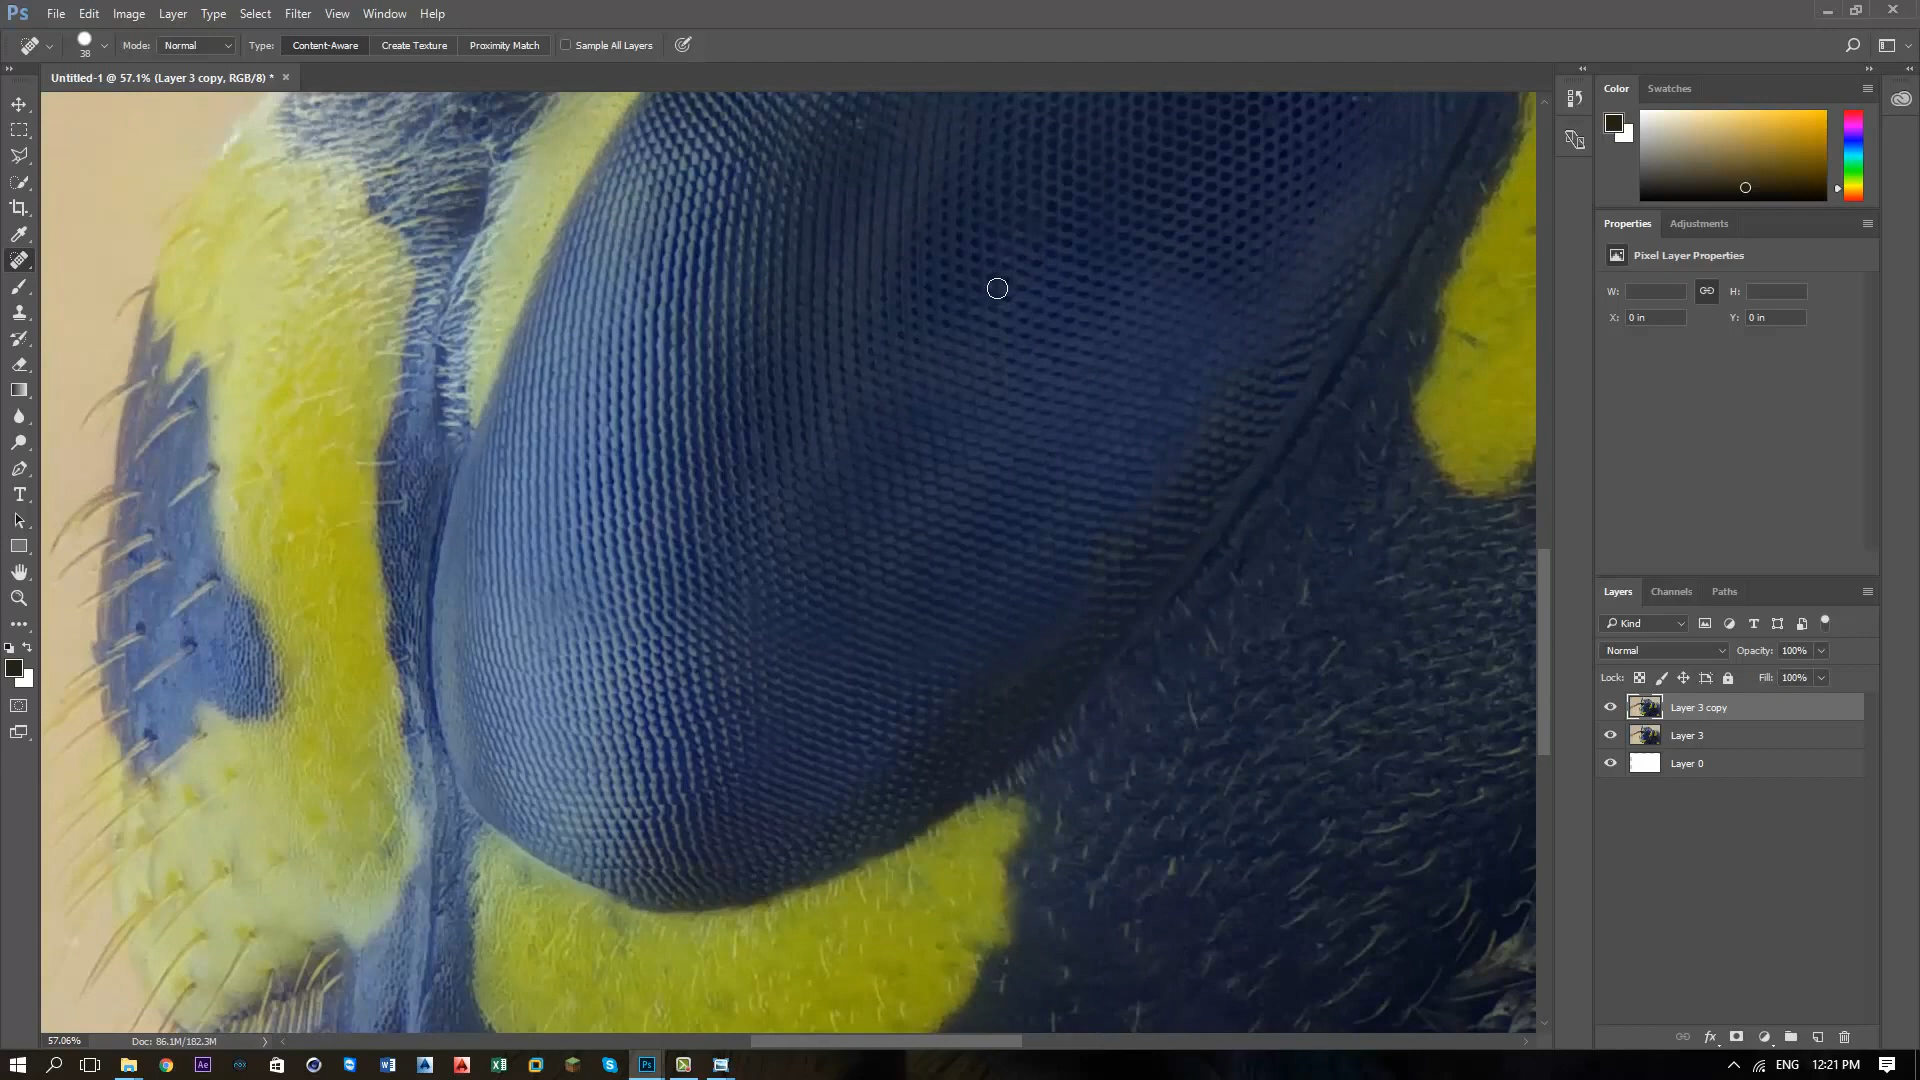 Ps File Edit Image Layer Type Select Filter View Window Help
38 Mode: Normal Type: Content-Aware Create Texture Proximity Match Sample All Layers
Untitled-1 @ 57.1% (Layer 3 copy, RGB/8) * ×
Color Swatches
Properties Adjustments
Pixel Layer Properties
W: H:
X: 0 in Y: 0 in
Layers Channels Paths
Kind
Normal Opacity: 100%
Lock: Fill: 100%
Layer 3 copy
Layer 3
Layer 0
57.06% Doc: 86.1M/182.3M
Ae Ps ENG 12:21 PM